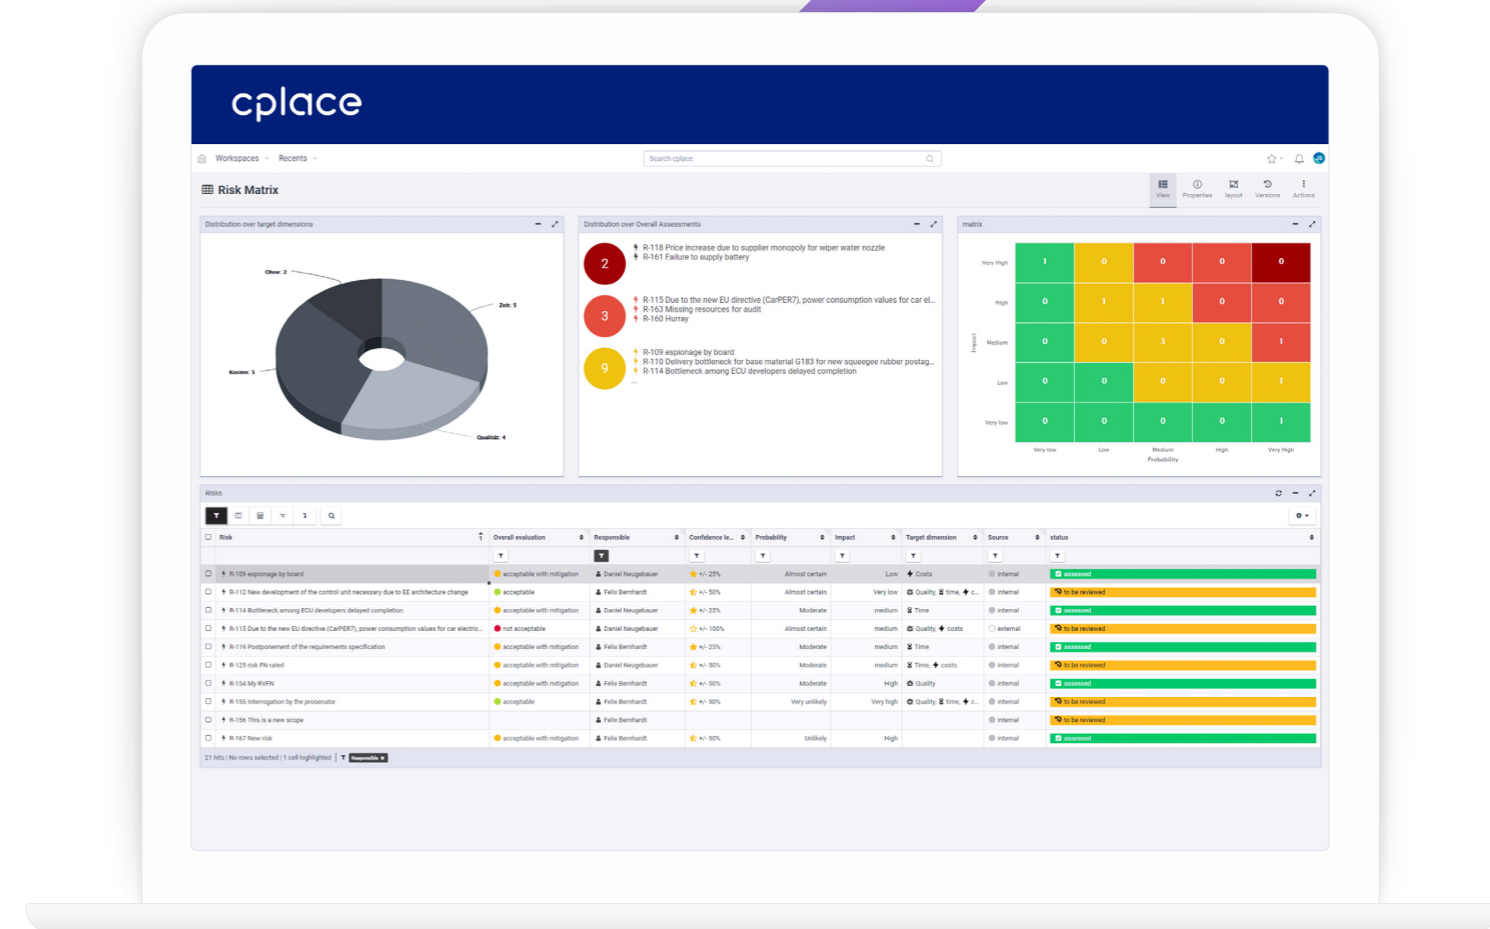 cplace
Workspaces Recents Search cplace JS
Risk Matrix View Properties layout Versions Actions
Distribution over target dimensions
Ohne: 2
Zeit: 5
Kosten: 5
Qualität: 4
Distribution over Overall Assessments
2
R-118 Price increase due to supplier monopoly for wiper water nozzle
R-161 Failure to supply battery
3
R-115 Due to the new EU directive (CarPER7), power consumption values for car el...
R-163 Missing resources for audit
R-160 Hurray
9
R-109 espionage by board
R-110 Delivery bottleneck for base material G183 for new squeegee rubber postag...
R-114 Bottleneck among ECU developers delayed completion
...
matrix
Impact
Very High 1 0 0 0 0
High 0 1 1 0 0
Medium 0 0 3 0 1
Low 0 0 0 0 1
Very low 0 0 0 0 1
Very low Low Medium High Very High
Probability
Risks
Risk Overall evaluation Responsible Confidence le... Probability Impact Target dimension Source status
R-109 espionage by board acceptable with mitigation Daniel Neugebauer +/- 25% Almost certain Low Costs internal assessed
R-112 New development of the control unit necessary due to EE architecture change acceptable Felix Bernhardt +/- 50% Almost certain Very low Quality, time, c... internal to be reviewed
R-114 Bottleneck among ECU developers delayed completion acceptable with mitigation Daniel Neugebauer +/- 25% Moderate medium Time internal assessed
R-115 Due to the new EU directive (CarPER7), power consumption values for car electric... not acceptable Daniel Neugebauer +/- 100% Almost certain medium Quality, costs external to be reviewed
R-119 Postponement of the requirements specification acceptable with mitigation Felix Bernhardt +/- 25% Moderate medium Time internal assessed
R-125 risk PN rated acceptable with mitigation Daniel Neugebauer +/- 50% Moderate medium Time, costs internal to be reviewed
R-154 My RVFN acceptable with mitigation Felix Bernhardt +/- 50% Moderate High Quality internal assessed
R-155 Interrogation by the prosecutor acceptable Felix Bernhardt +/- 50% Very unlikely Very high Quality, time, c... internal to be reviewed
R-156 This is a new scope Felix Bernhardt internal to be reviewed
R-167 New risk acceptable with mitigation Felix Bernhardt +/- 50% Unlikely High internal assessed
21 hits | No rows selected | 1 cell highlighted | Responsible x